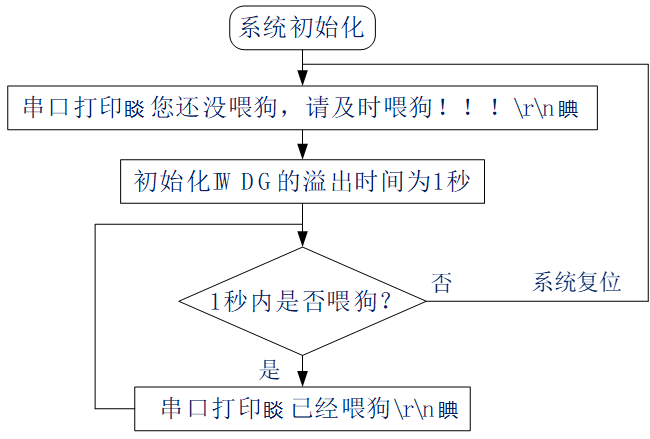 系统初始化
串口打印睒您还没喂狗，请及时喂狗！！！\r\n睓
初始化IWDG的溢出时间为1秒
1秒内是否喂狗？
否
系统复位
是
串口打印睒已经喂狗\r\n睓